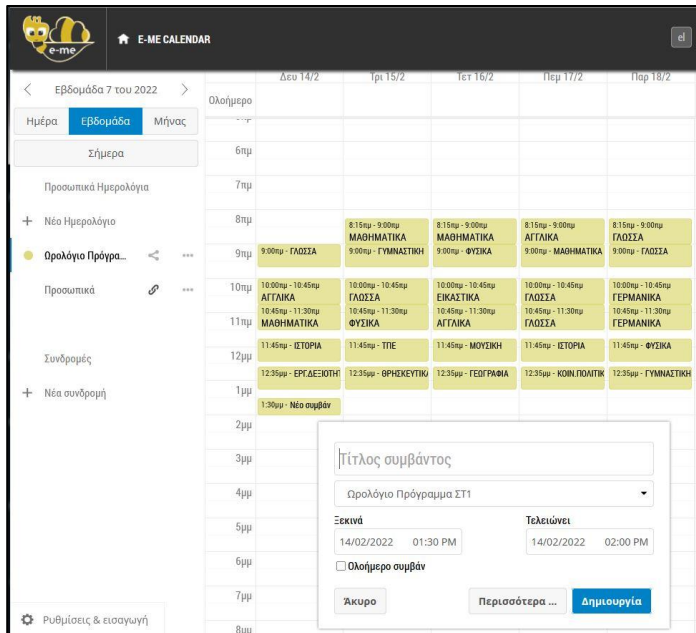 e-me
E-ME CALENDAR
el
Εβδομάδα 7 του 2022
Ημέρα Εβδομάδα Μήνας
Σήμερα
Προσωπικά Ημερολόγια
+ Νέο Ημερολόγιο
Ωρολόγιο Πρόγρα...
Προσωπικά
Συνδρομές
+ Νέα συνδρομή
Ρυθμίσεις & εισαγωγή
Δευ 14/2 Τρι 15/2 Τετ 16/2 Πεμ 17/2 Παρ 18/2
Ολοήμερο
6πμ
7πμ
8πμ
8:15πμ - 9:00πμ 8:15πμ - 9:00πμ 8:15πμ - 9:00πμ 8:15πμ - 9:00πμ
ΜΑΘΗΜΑΤΙΚΑ ΜΑΘΗΜΑΤΙΚΑ ΑΓΓΛΙΚΑ ΓΛΩΣΣΑ
9πμ 9:00πμ - ΓΛΩΣΣΑ 9:00πμ - ΓΥΜΝΑΣΤΙΚΗ 9:00πμ - ΦΥΣΙΚΑ 9:00πμ - ΜΑΘΗΜΑΤΙΚΑ 9:00πμ - ΓΛΩΣΣΑ
10πμ 10:00πμ - 10:45πμ 10:00πμ - 10:45πμ 10:00πμ - 10:45πμ 10:00πμ - 10:45πμ 10:00πμ - 10:45πμ
ΑΓΓΛΙΚΑ ΓΛΩΣΣΑ ΕΙΚΑΣΤΙΚΑ ΓΛΩΣΣΑ ΓΕΡΜΑΝΙΚΑ
10:45πμ - 11:30πμ 10:45πμ - 11:30πμ 10:45πμ - 11:30πμ 10:45πμ - 11:30πμ 10:45πμ - 11:30πμ
11πμ ΜΑΘΗΜΑΤΙΚΑ ΦΥΣΙΚΑ ΑΓΓΛΙΚΑ ΓΛΩΣΣΑ ΓΕΡΜΑΝΙΚΑ
11:45πμ - ΙΣΤΟΡΙΑ 11:45πμ - ΤΠΕ 11:45πμ - ΜΟΥΣΙΚΗ 11:45πμ - ΙΣΤΟΡΙΑ 11:45πμ - ΦΥΣΙΚΑ
12μμ
12:35μμ - ΕΡΓ.ΔΕΞΙΟΤΗΤ 12:35μμ - ΘΡΗΣΚΕΥΤΙΚΑ 12:35μμ - ΓΕΩΓΡΑΦΙΑ 12:35μμ - ΚΟΙΝ.ΠΟΛΙΤΙΚ 12:35μμ - ΓΥΜΝΑΣΤΙΚΗ
1μμ
1:30μμ - Νέο συμβάν
2μμ
3μμ
4μμ
5μμ
6μμ
7μμ
8μμ
Τίτλος συμβάντος
Ωρολόγιο Πρόγραμμα ΣΤ1
Ξεκινά Τελειώνει
14/02/2022 01:30 PM 14/02/2022 02:00 PM
Ολοήμερο συμβάν
Άκυρο Περισσότερα ... Δημιουργία